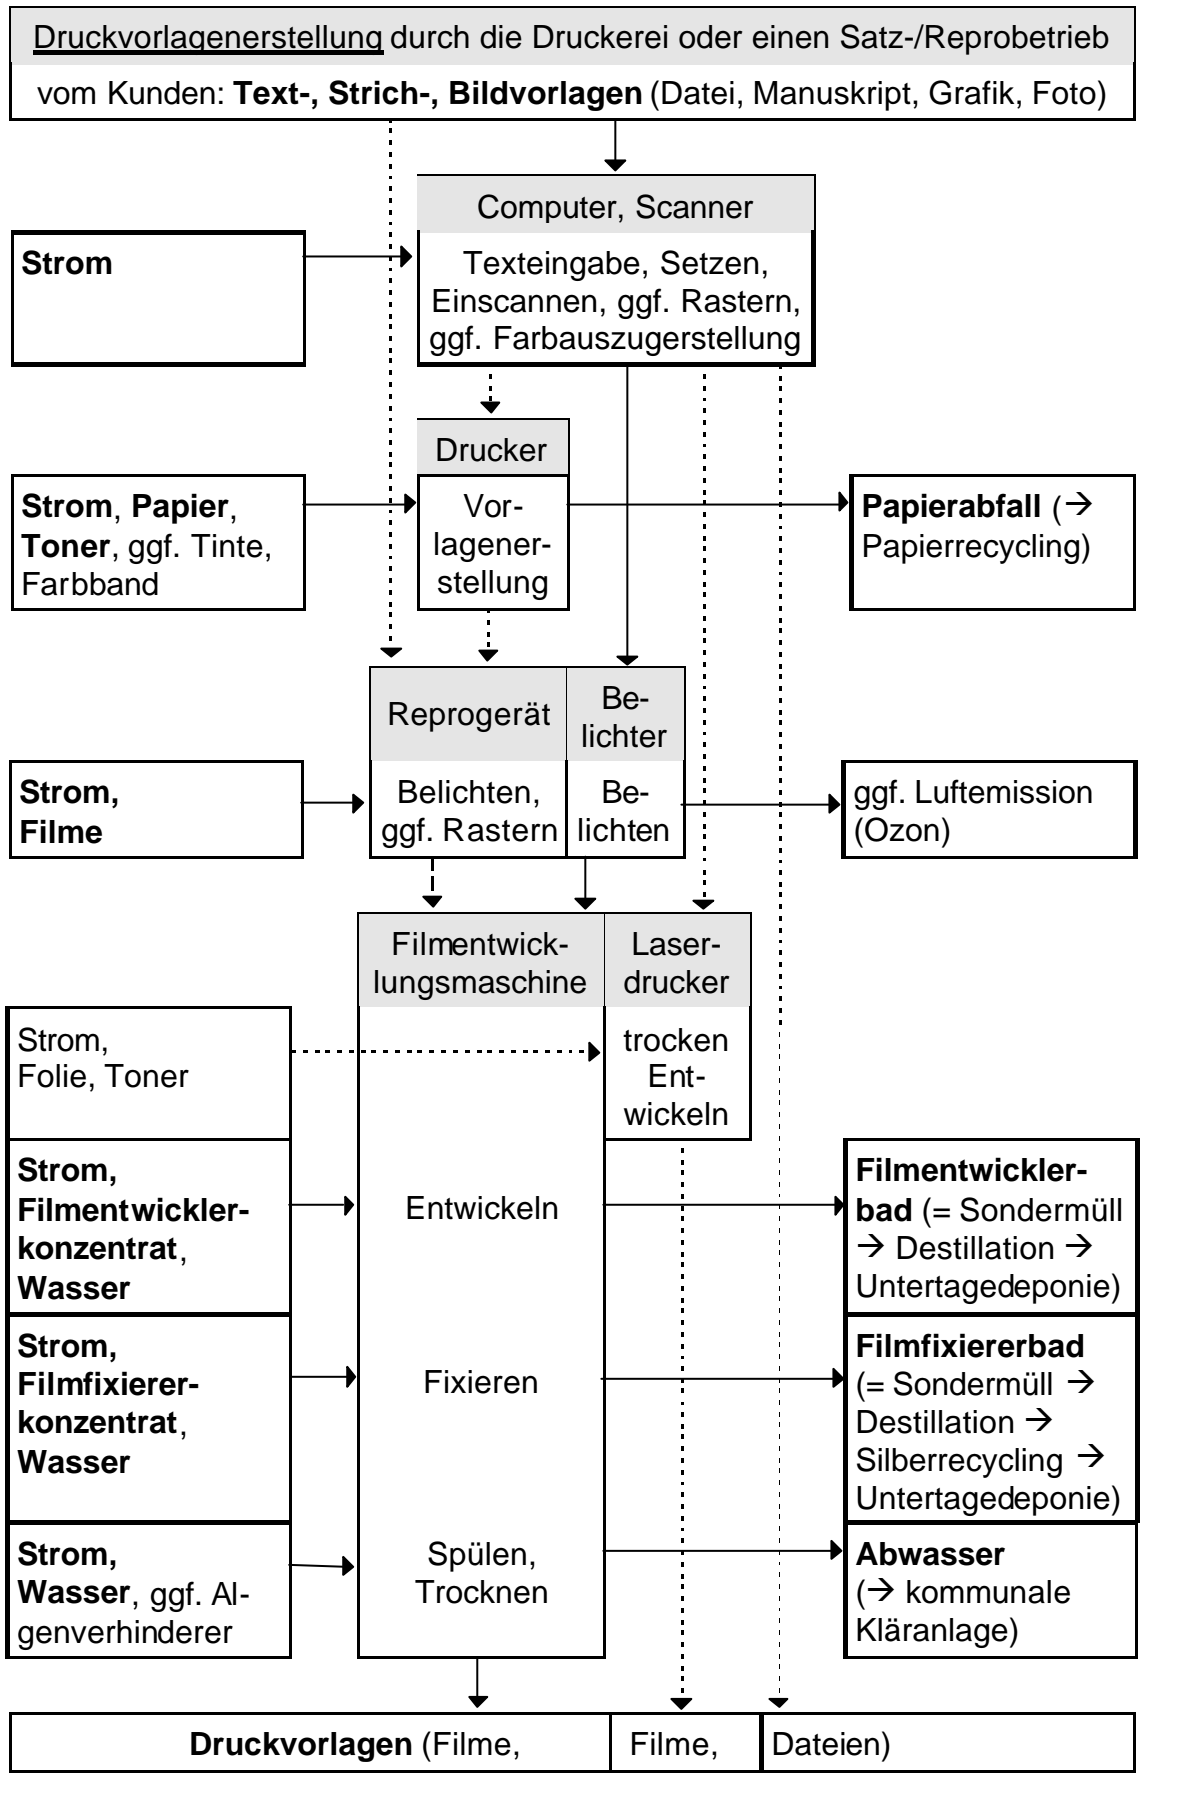 Druckvorlagenerstellung durch die Druckerei oder einen Satz-/Reprobetrieb
vom Kunden: Text-, Strich-, Bildvorlagen (Datei, Manuskript, Grafik, Foto)
Computer, Scanner
Strom
Texteingabe, Setzen,
Einscannen, ggf. Rastern,
ggf. Farbauszugerstellung
Drucker
Strom, Papier,
Toner, ggf. Tinte,
Farbband
Vor-
lagener-
stellung
Papierabfall (→
Papierrecycling)
Reprogerät
Be-
lichter
Strom,
Filme
Belichten,
ggf. Rastern
Be-
lichten
ggf. Luftemission
(Ozon)
Filmentwick-
lungsmaschine
Laser-
drucker
Strom,
Folie, Toner
trocken
Ent-
wickeln
Strom,
Filmentwickler-
konzentrat,
Wasser
Entwickeln
Filmentwickler-
bad (= Sondermüll
→ Destillation →
Untertagedeponie)
Strom,
Filmfixierer-
konzentrat,
Wasser
Fixieren
Filmfixiererbad
(= Sondermüll →
Destillation →
Silberrecycling →
Untertagedeponie)
Strom,
Wasser, ggf. Al-
genverhinderer
Spülen,
Trocknen
Abwasser
(→ kommunale
Kläranlage)
Druckvorlagen (Filme,
Filme,
Dateien)